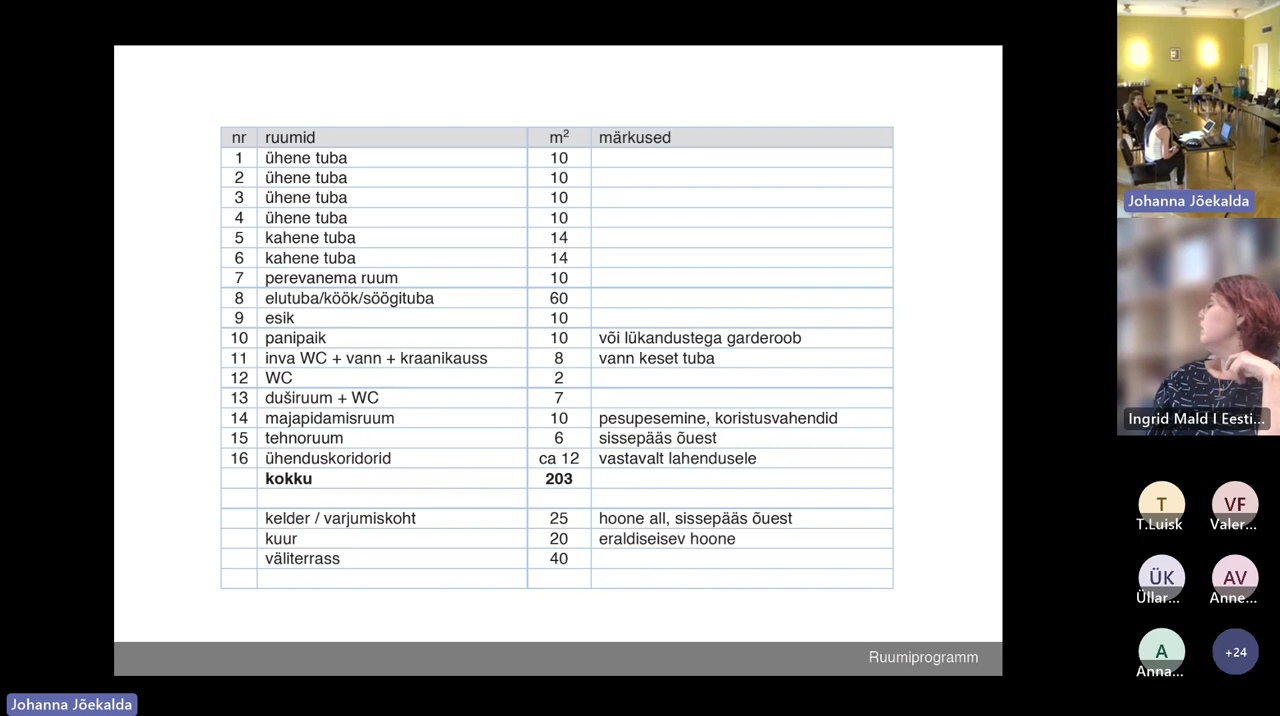 nr ruumid m² märkused
1 ühene tuba 10
2 ühene tuba 10
3 ühene tuba 10
4 ühene tuba 10
5 kahene tuba 14
6 kahene tuba 14
7 perevanema ruum 10
8 elutuba/köök/söögituba 60
9 esik 10
10 panipaik 10 või lükandustega garderoob
11 inva WC + vann + kraanikauss 8 vann keset tuba
12 WC 2
13 duširuum + WC 7
14 majapidamisruum 10 pesupesemine, koristusvahendid
15 tehnoruum 6 sissepääs õuest
16 ühenduskoridorid ca 12 vastavalt lahendusele
kokku 203
kelder / varjumiskoht 25 hoone all, sissepääs õuest
kuur 20 eraldiseisev hoone
väliterrass 40
Ruumiprogramm
Johanna Jõekalda
Johanna Jõekalda
Ingrid Mald I Eesti...
T
T.Luisk
VF
Valer...
ÜK
Üllar...
AV
Anne...
A
Anna...
+24